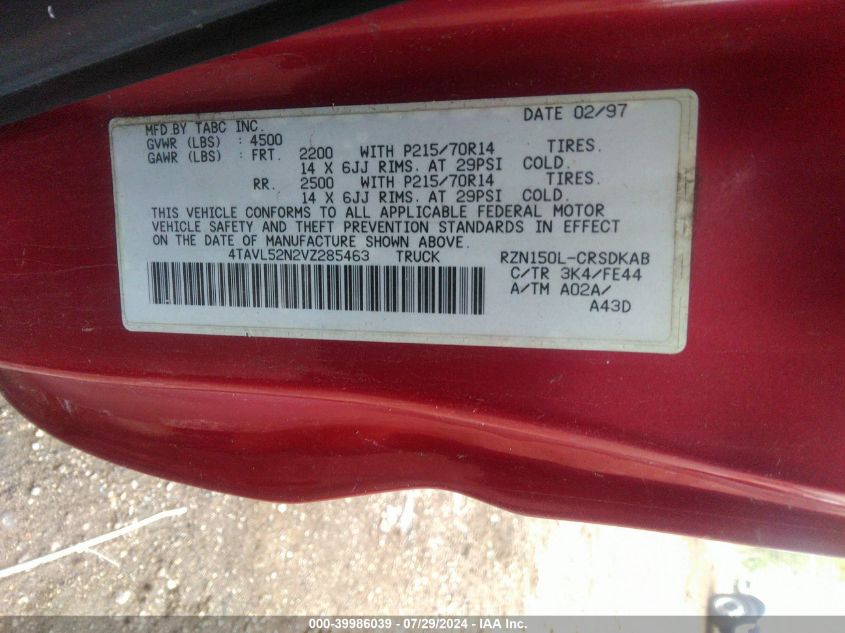 MFD.BY TABC INC. DATE 02/97
GVWR (LBS) : 4500
GAWR (LBS) : FRT. 2200 WITH P215/70R14 TIRES.
14 X 6JJ RIMS. AT 29PSI COLD.
RR. 2500 WITH P215/70R14 TIRES.
14 X 6JJ RIMS. AT 29PSI COLD.
THIS VEHICLE CONFORMS TO ALL APPLICABLE FEDERAL MOTOR
VEHICLE SAFETY AND THEFT PREVENTION STANDARDS IN EFFECT
ON THE DATE OF MANUFACTURE SHOWN ABOVE.
4TAVL52N2VZ285463 TRUCK RZN150L-CRSDKAB
C/TR 3K4/FE44
A/TM A02A/
A43D
000-39986039 - 07/29/2024 - IAA Inc.